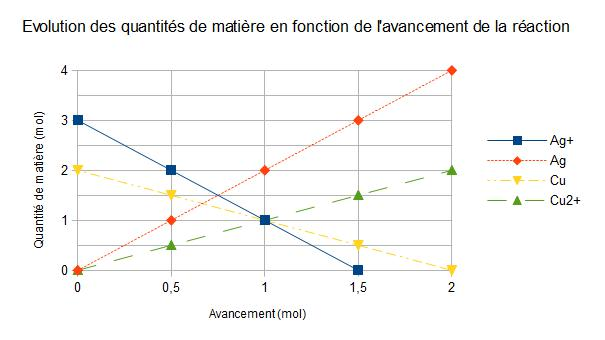 Evolution des quantités de matière en fonction de l'avancement de la réaction
4
3
2
1
0
Quantité de matière (mol)
0 0,5 1 1,5 2
Avancement (mol)
Ag+
Ag
Cu
Cu2+